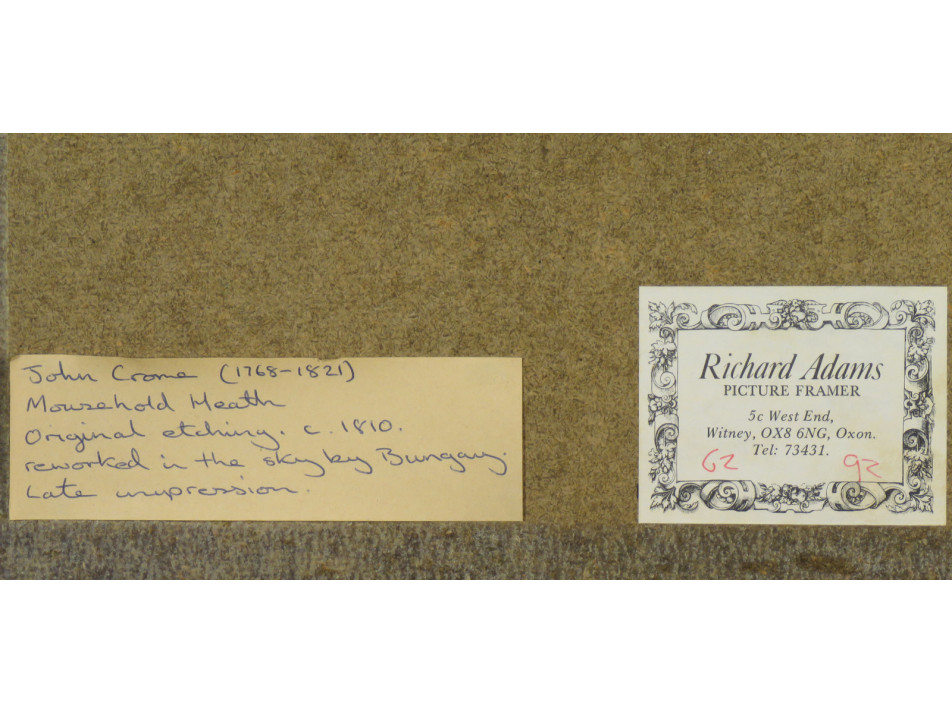 John Crome (1768-1821)
Mousehold Heath
Original etching. c. 1810.
reworked in the sky by Bungay.
Late impression.
Richard Adams
PICTURE FRAMER
5c West End,
Witney, OX8 6NG, Oxon.
Tel: 73431.
62 92